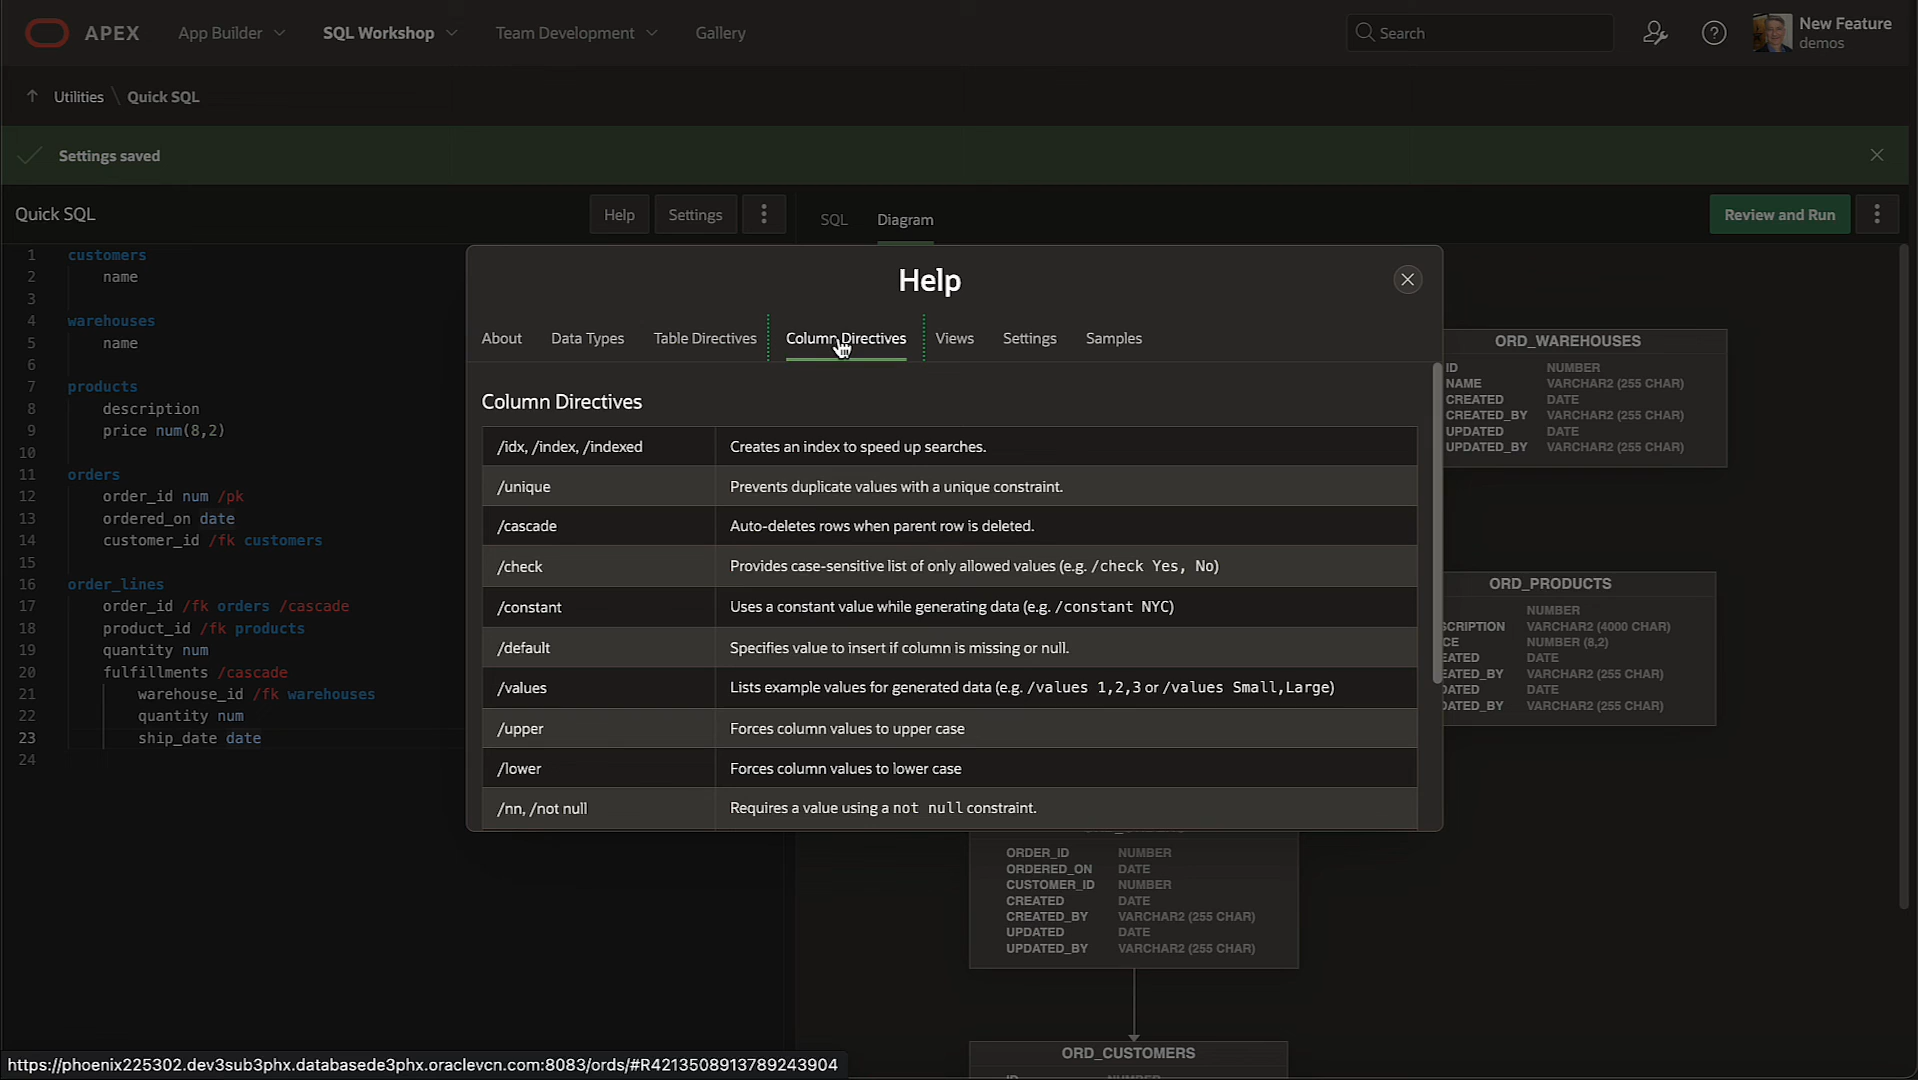 APEX App Builder SQL Workshop Team Development Gallery Search New Feature
demos
Utilities \ Quick SQL
Settings saved
Quick SQL Help Settings SQL Diagram Review and Run
1 customers
2 name
3
4 warehouses
5 name
6
7 products
8 description
9 price num(8,2)
10
11 orders
12 order_id num /pk
13 ordered_on date
14 customer_id /fk customers
15
16 order_lines
17 order_id /fk orders /cascade
18 product_id /fk products
19 quantity num
20 fulfillments /cascade
21 warehouse_id /fk warehouses
22 quantity num
23 ship_date date
24
Help
About Data Types Table Directives Column Directives Views Settings Samples
Column Directives
/idx, /index, /indexed Creates an index to speed up searches.
/unique Prevents duplicate values with a unique constraint.
/cascade Auto-deletes rows when parent row is deleted.
/check Provides case-sensitive list of only allowed values (e.g. /check Yes, No)
/constant Uses a constant value while generating data (e.g. /constant NYC)
/default Specifies value to insert if column is missing or null.
/values Lists example values for generated data (e.g. /values 1,2,3 or /values Small,Large)
/upper Forces column values to upper case
/lower Forces column values to lower case
/nn, /not null Requires a value using a not null constraint.
ORD_WAREHOUSES
ID NUMBER
NAME VARCHAR2 (255 CHAR)
CREATED DATE
CREATED_BY VARCHAR2 (255 CHAR)
UPDATED DATE
UPDATED_BY VARCHAR2 (255 CHAR)
ORD_PRODUCTS
NUMBER
SCRIPTION VARCHAR2 (4000 CHAR)
CE NUMBER (8,2)
EATED DATE
EATED_BY VARCHAR2 (255 CHAR)
DATED DATE
DATED_BY VARCHAR2 (255 CHAR)
ORDER_ID NUMBER
ORDERED_ON DATE
CUSTOMER_ID NUMBER
CREATED DATE
CREATED_BY VARCHAR2 (255 CHAR)
UPDATED DATE
UPDATED_BY VARCHAR2 (255 CHAR)
ORD_CUSTOMERS
https://phoenix225302.dev3sub3phx.databasede3phx.oraclevcn.com:8083/ords/#R4213508913789243904